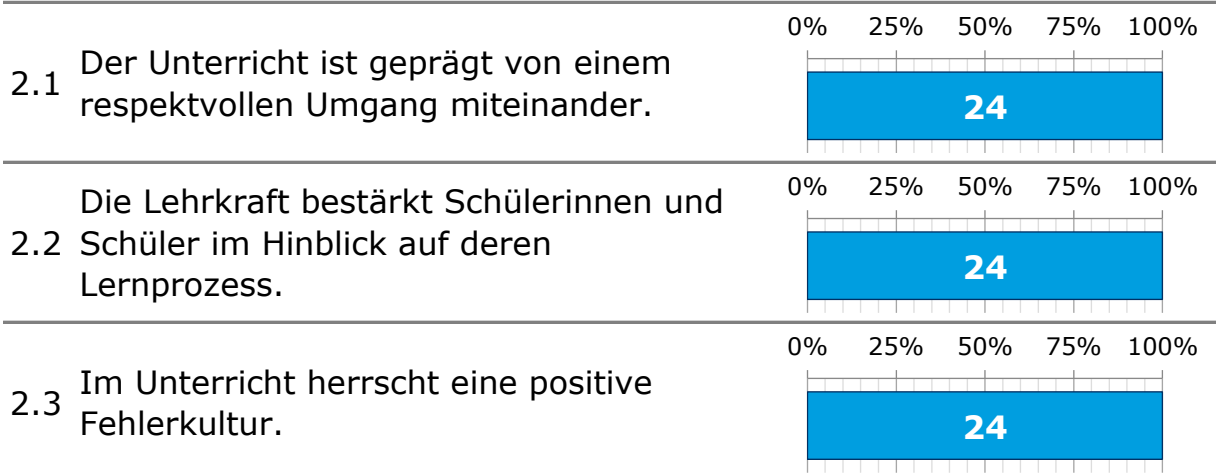 0% 25% 50% 75% 100%
2.1 Der Unterricht ist geprägt von einem
respektvollen Umgang miteinander.
24
0% 25% 50% 75% 100%
Die Lehrkraft bestärkt Schülerinnen und
2.2 Schüler im Hinblick auf deren
Lernprozess.
24
0% 25% 50% 75% 100%
2.3 Im Unterricht herrscht eine positive
Fehlerkultur.
24